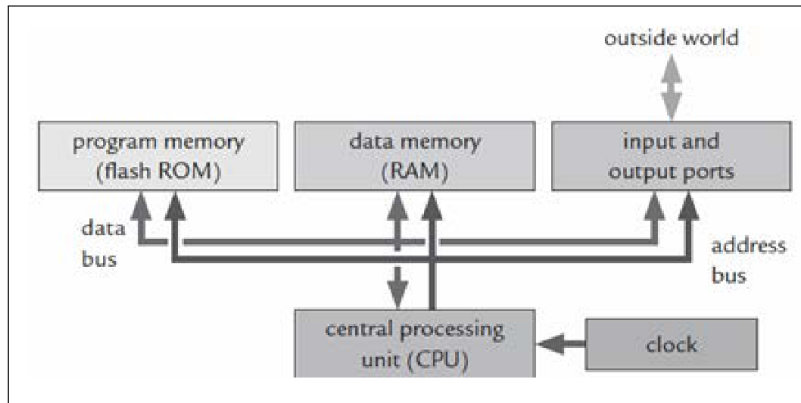 outside world
program memory
(flash ROM)
data memory
(RAM)
input and
output ports
data
bus
address
bus
central processing
unit (CPU)
clock